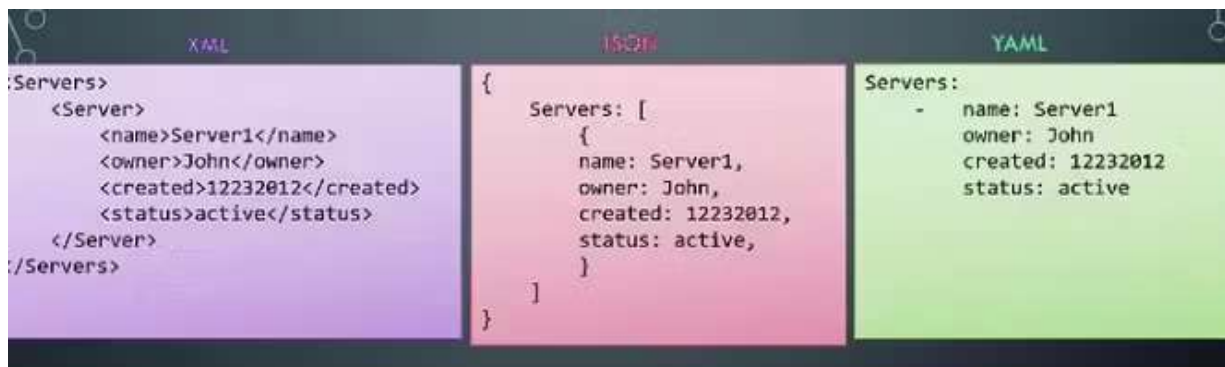 XML
<Servers>
<Server>
<name>Server1</name>
<owner>John</owner>
<created>12232012</created>
<status>active</status>
</Server>
</Servers>
JSON
{
Servers: [
{
name: Server1,
owner: John,
created: 12232012,
status: active,
}
]
}
YAML
Servers:
- name: Server1
owner: John
created: 12232012
status: active